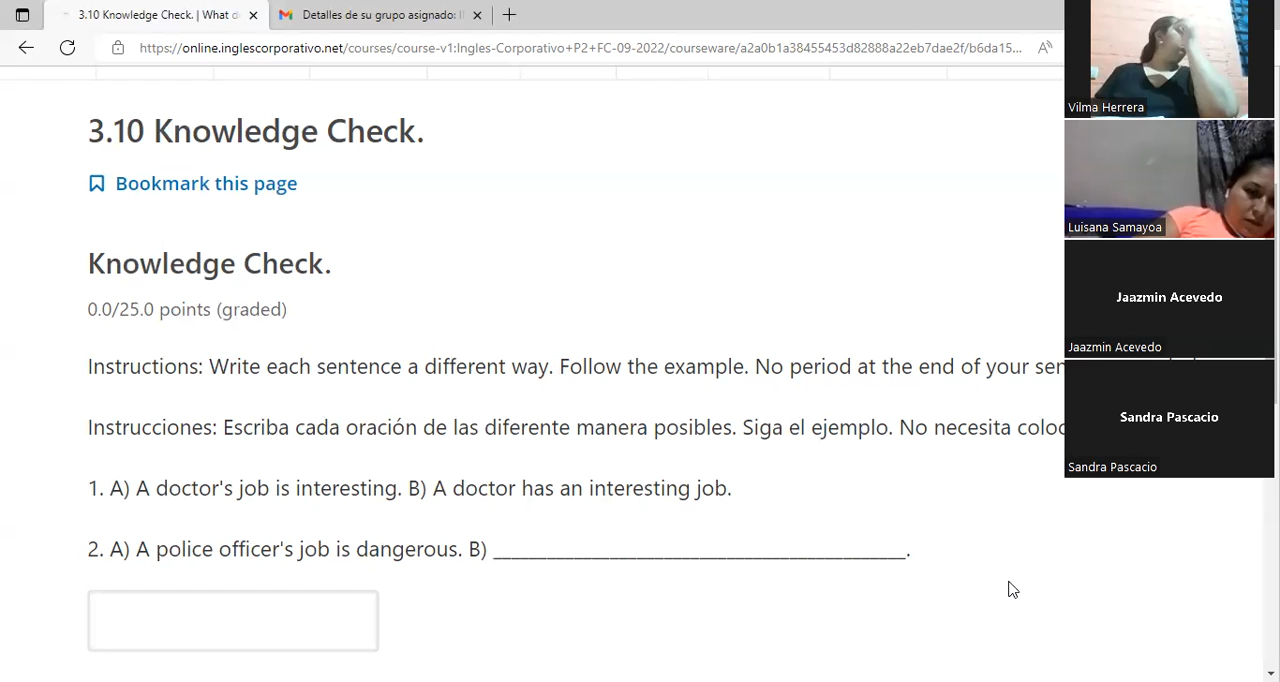 3.10 Knowledge Check. | What d
Detalles de su grupo asignado: I
https://online.inglescorporativo.net/courses/course-v1:Ingles-Corporativo+P2+FC-09-2022/courseware/a2a0b1a38455453d82888a22eb7dae2f/b6da15...
3.10 Knowledge Check.
Bookmark this page
Knowledge Check.
0.0/25.0 points (graded)
Instructions: Write each sentence a different way. Follow the example. No period at the end of your sen
Instrucciones: Escriba cada oración de las diferente manera posibles. Siga el ejemplo. No necesita coloc
1. A) A doctor's job is interesting. B) A doctor has an interesting job.
2. A) A police officer's job is dangerous. B) ________________________________________.
Vilma Herrera
Luisana Samayoa
Jaazmin Acevedo
Jaazmin Acevedo
Sandra Pascacio
Sandra Pascacio